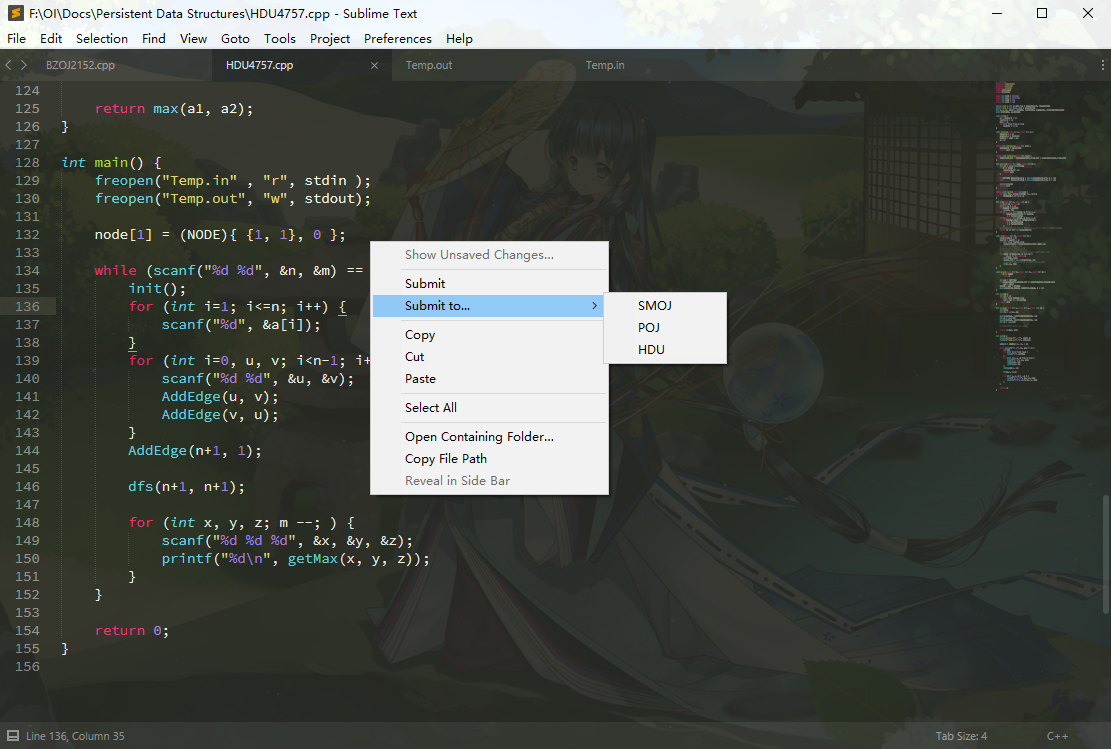 F:\OI\Docs\Persistent Data Structures\HDU4757.cpp - Sublime Text
File Edit Selection Find View Goto Tools Project Preferences Help
BZOJ2152.cpp HDU4757.cpp Temp.out Temp.in
124
125 return max(a1, a2);
126 }
127
128 int main() {
129 freopen("Temp.in" , "r", stdin );
130 freopen("Temp.out", "w", stdout);
131
132 node[1] = (NODE){ {1, 1}, 0 };
133
134 while (scanf("%d %d", &n, &m) ==
135 init();
136 for (int i=1; i<=n; i++) {
137 scanf("%d", &a[i]);
138 }
139 for (int i=0, u, v; i<n-1; i+
140 scanf("%d %d", &u, &v);
141 AddEdge(u, v);
142 AddEdge(v, u);
143 }
144 AddEdge(n+1, 1);
145
146 dfs(n+1, n+1);
147
148 for (int x, y, z; m --; ) {
149 scanf("%d %d %d", &x, &y, &z);
150 printf("%d\n", getMax(x, y, z));
151 }
152 }
153
154 return 0;
155 }
156
Show Unsaved Changes...
Submit
Submit to...
Copy
Cut
Paste
Select All
Open Containing Folder...
Copy File Path
Reveal in Side Bar
SMOJ
POJ
HDU
Line 136, Column 35 Tab Size: 4 C++